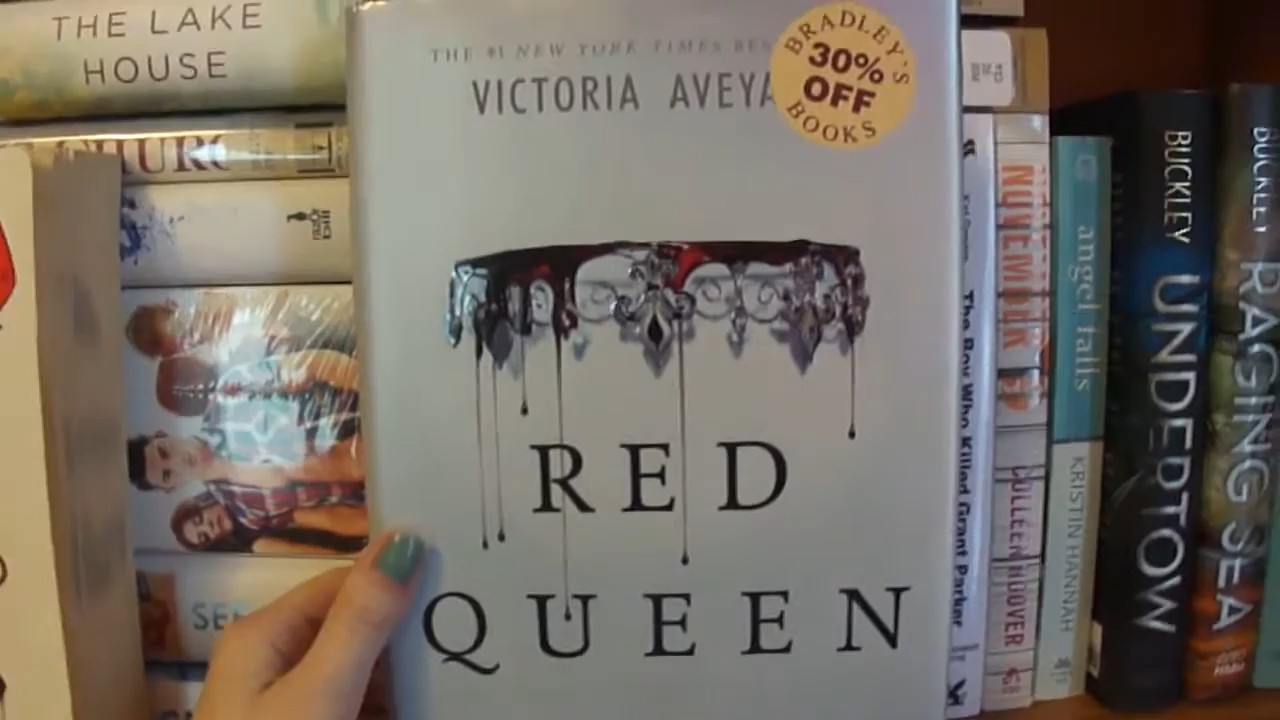 THE LAKE
HOUSE
THE #1 NEW YORK TIMES
VICTORIA AVEYA
BRADLEY'S
30%
OFF
BOOKS
RED
QUEEN
The Boy Who Killed Grant Parker
NOVEMBER 9
COLLEEN HOOVER
angel falls
KRISTIN HANNAH
BUCKLEY
UNDERTOW
BUCKLEY
RAGING SEA